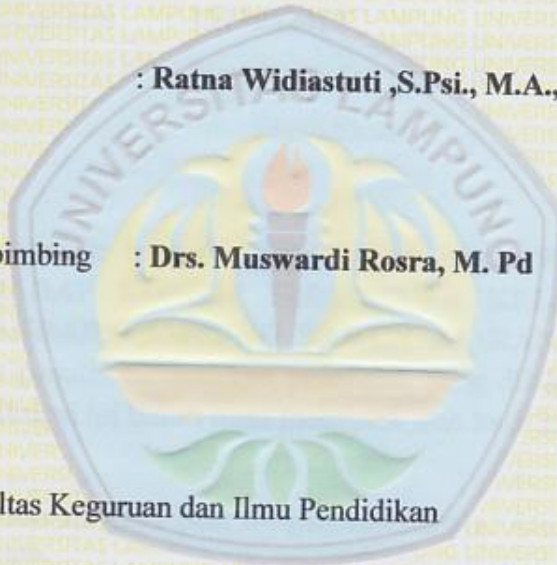 : Ratna Widiastuti ,S.Psi., M.A.,
UNIVERSITAS LAMPUNG
bimbing : Drs. Muswardi Rosra, M. Pd
ltas Keguruan dan Ilmu Pendidikan